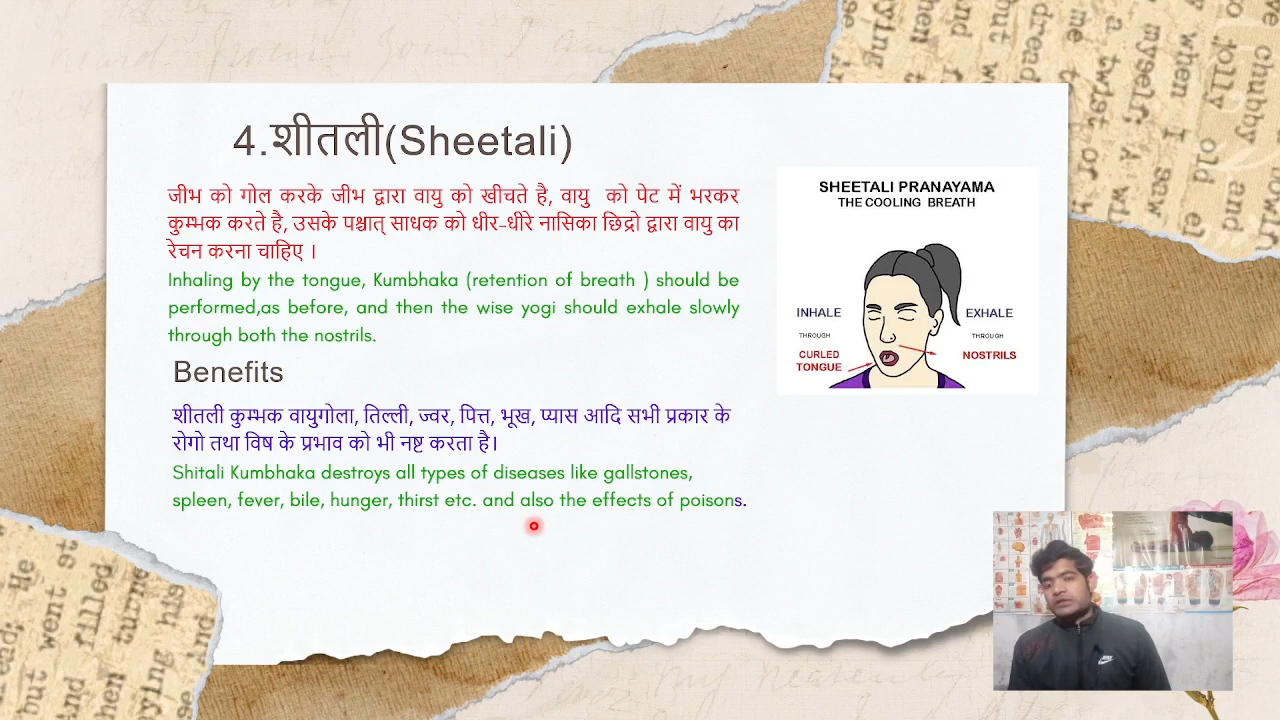 4.शीतली(Sheetali)
जीभ को गोल करके जीभ द्वारा वायु को खीचते है, वायु को पेट में भरकर
कुम्भक करते है, उसके पश्चात् साधक को धीर-धीरे नासिका छिद्रो द्वारा वायु का
रेचन करना चाहिए ।
Inhaling by the tongue, Kumbhaka (retention of breath ) should be
performed,as before, and then the wise yogi should exhale slowly
through both the nostrils.
Benefits
शीतली कुम्भक वायुगोला, तिल्ली, ज्वर, पित्त, भूख, प्यास आदि सभी प्रकार के
रोगो तथा विष के प्रभाव को भी नष्ट करता है।
Shitali Kumbhaka destroys all types of diseases like gallstones,
spleen, fever, bile, hunger, thirst etc. and also the effects of poisons.
SHEETALI PRANAYAMA
THE COOLING BREATH
INHALE
THROUGH
CURLED
TONGUE
EXHALE
THROUGH
NOSTRILS